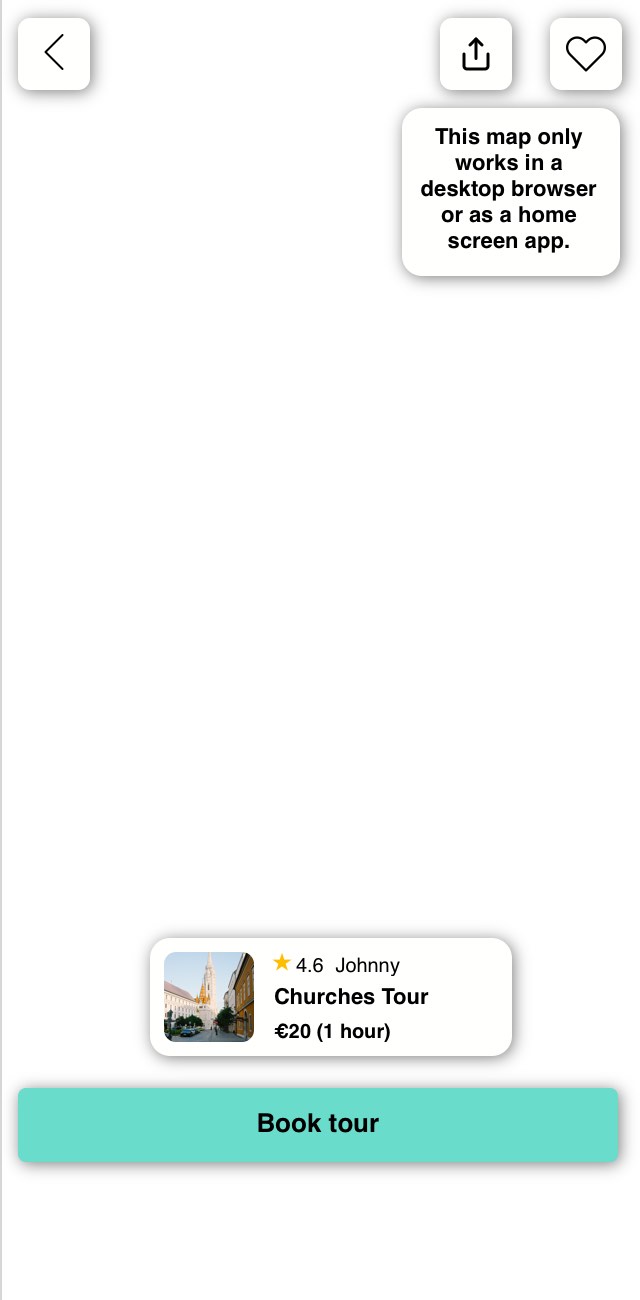 This map only
works in a
desktop browser
or as a home
screen app.
4.6 Johnny
Churches Tour
€20 (1 hour)
Book tour